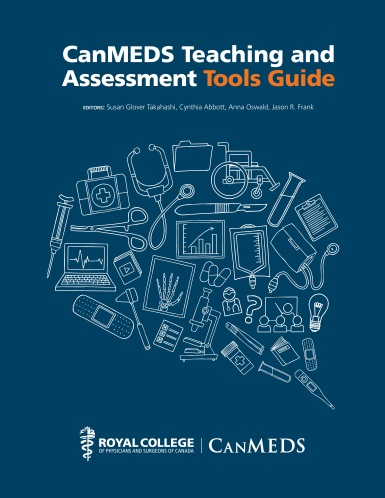 CanMEDS Teaching and
Assessment Tools Guide
EDITORS: Susan Glover Takahashi, Cynthia Abbott, Anna Oswald, Jason R. Frank
?
ROYAL COLLEGE
OF PHYSICIANS AND SURGEONS OF CANADA
CANMEDS